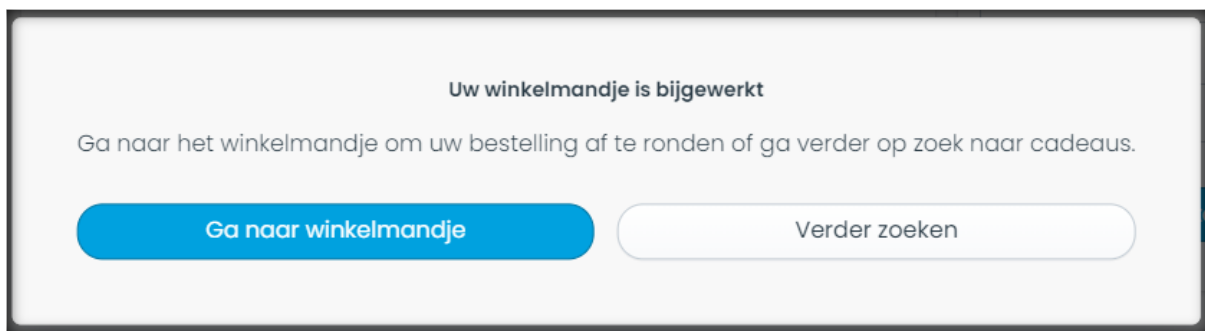 Uw winkelmandje is bijgewerkt
Ga naar het winkelmandje om uw bestelling af te ronden of ga verder op zoek naar cadeaus.
Ga naar winkelmandje
Verder zoeken